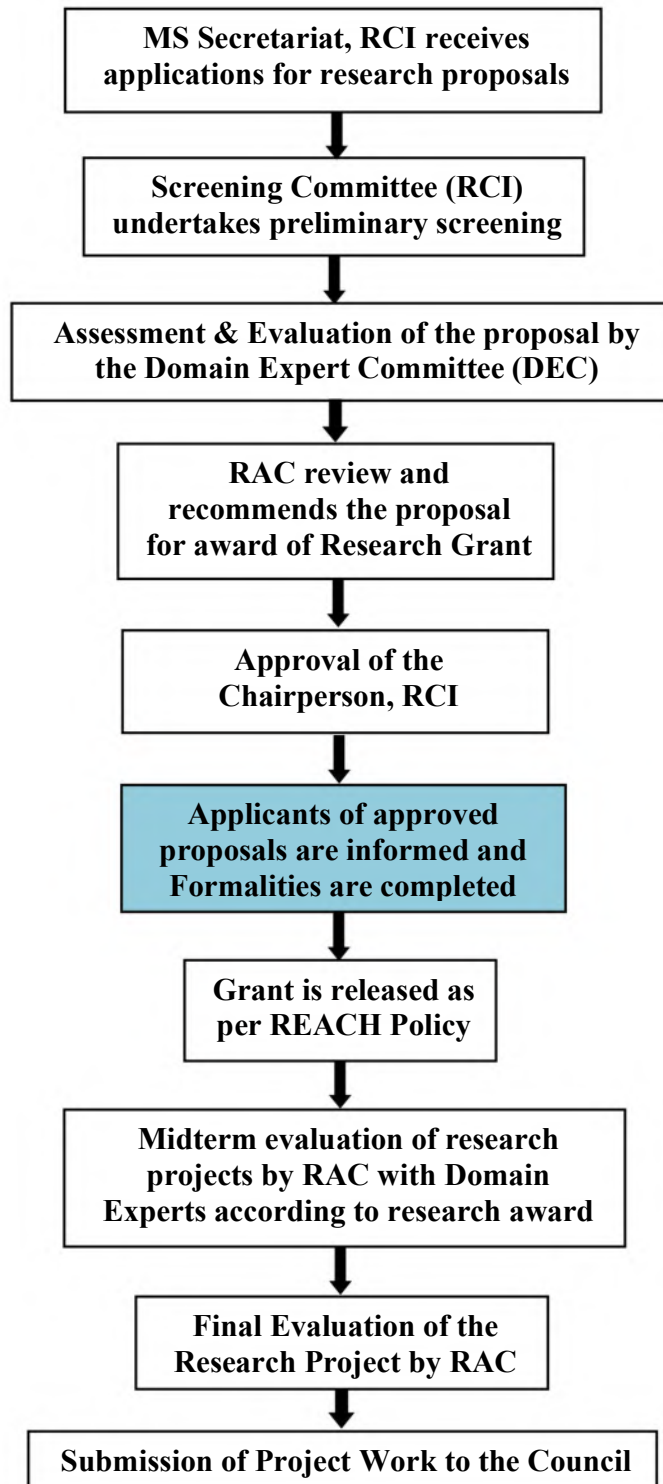 MS Secretariat, RCI receives
applications for research proposals
Screening Committee (RCI)
undertakes preliminary screening
Assessment & Evaluation of the proposal by
the Domain Expert Committee (DEC)
RAC review and
recommends the proposal
for award of Research Grant
Approval of the
Chairperson, RCI
Applicants of approved
proposals are informed and
Formalities are completed
Grant is released as
per REACH Policy
Midterm evaluation of research
projects by RAC with Domain
Experts according to research award
Final Evaluation of the
Research Project by RAC
Submission of Project Work to the Council